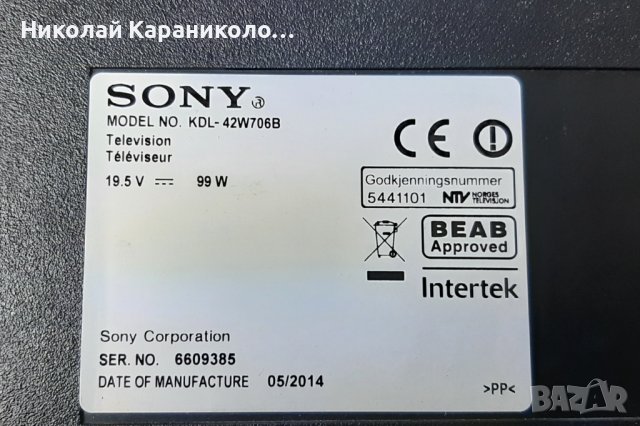 Николай Караниколо...
SONY
MODEL NO. KDL-42W706B
Television
Téléviseur
19.5 V ⎓ 99 W
CE
Godkjenningsnummer
5441101 NTV NORGES TELEVISJON
BEAB
Approved
Intertek
Sony Corporation
SER. NO. 6609385
DATE OF MANUFACTURE 05/2014
>PP<
BAZAR